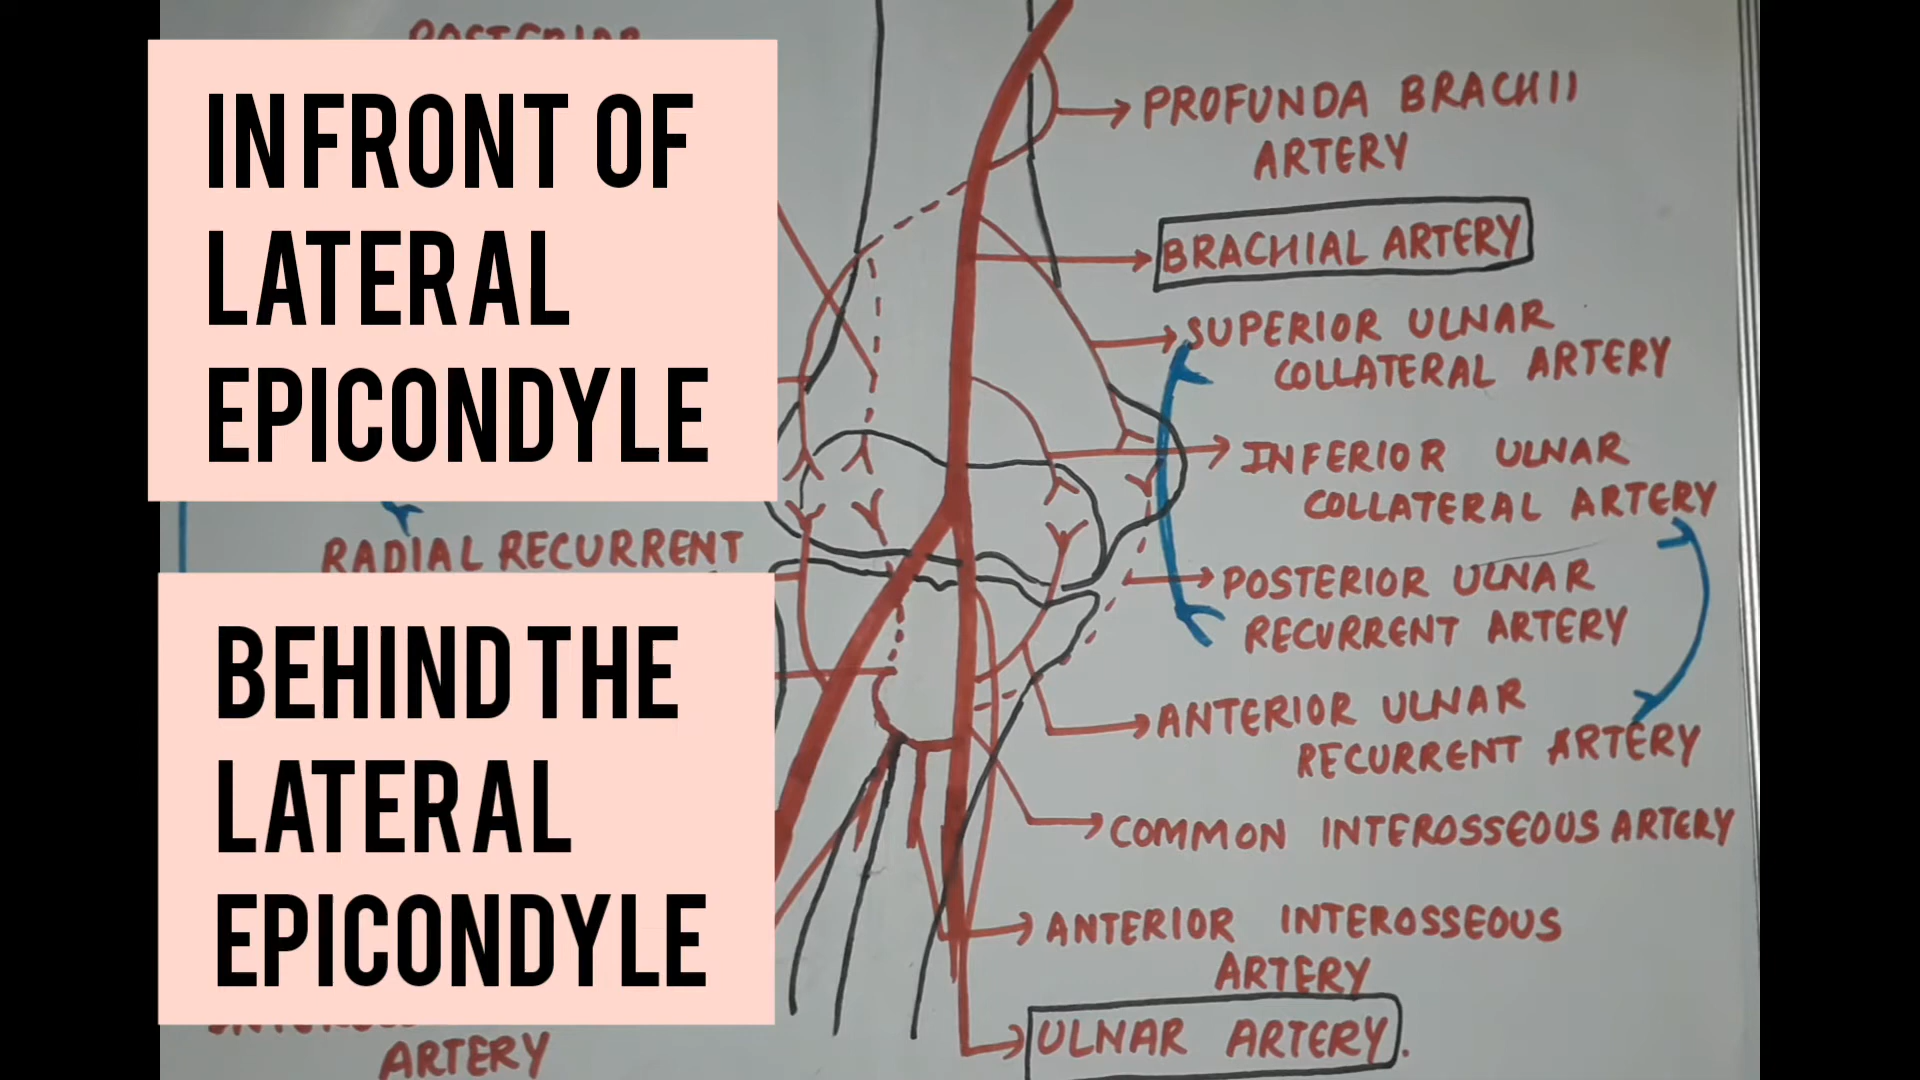 POSTERIOR
IN FRONT OF
LATERAL
EPICONDYLE
RADIAL RECURRENT
BEHIND THE
LATERAL
EPICONDYLE
ARTERY
PROFUNDA BRACHII
ARTERY
BRACHIAL ARTERY
SUPERIOR ULNAR
COLLATERAL ARTERY
INFERIOR ULNAR
COLLATERAL ARTERY
POSTERIOR ULNAR
RECURRENT ARTERY
ANTERIOR ULNAR
RECURRENT ARTERY
COMMON INTEROSSEOUS ARTERY
ANTERIOR INTEROSSEOUS
ARTERY
ULNAR ARTERY.